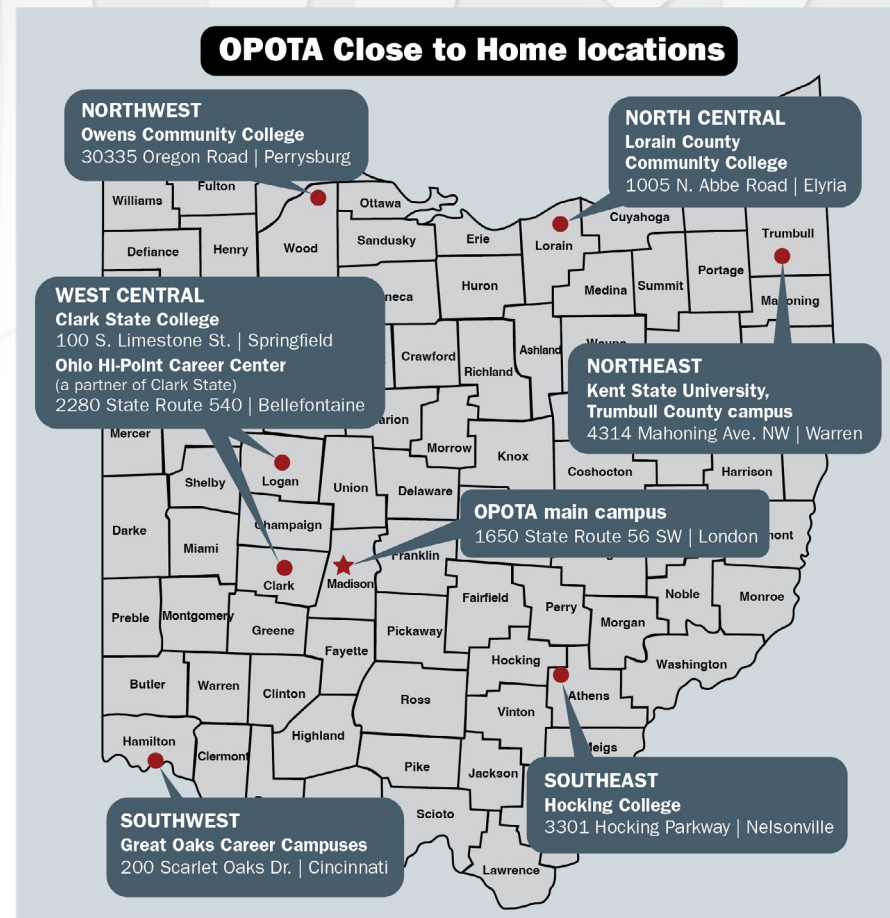 OPOTA Close to Home locations
NORTHWEST
Owens Community College
30335 Oregon Road | Perrysburg
NORTH CENTRAL
Lorain County
Community College
1005 N. Abbe Road | Elyria
Williams
Fulton
Ottawa
Cuyahoga
Trumbull
Defiance
Henry
Wood
Sandusky
Erie
Lorain
Huron
Medina
Summit
Portage
Mahoning
WEST CENTRAL
Clark State College
100 S. Limestone St. | Springfield
Ohio Hi-Point Career Center
(a partner of Clark State)
2280 State Route 540 | Bellefontaine
neca
Crawford
Richland
Ashland
Wayne
NORTHEAST
Kent State University,
Trumbull County campus
4314 Mahoning Ave. NW | Warren
Mercer
arion
Morrow
Knox
Coshocton
Harrison
Shelby
Logan
Union
Delaware
OPOTA main campus
1650 State Route 56 SW | London
Darke
Miami
Champaign
Clark
Madison
Franklin
mont
Preble
Montgomery
Greene
Fayette
Pickaway
Fairfield
Perry
Morgan
Noble
Monroe
Washington
Hocking
Athens
Butler
Warren
Clinton
Ross
Vinton
Meigs
Hamilton
Clermont
Highland
Pike
Jackson
Scioto
Lawrence
SOUTHWEST
Great Oaks Career Campuses
200 Scarlet Oaks Dr. | Cincinnati
SOUTHEAST
Hocking College
3301 Hocking Parkway | Nelsonville